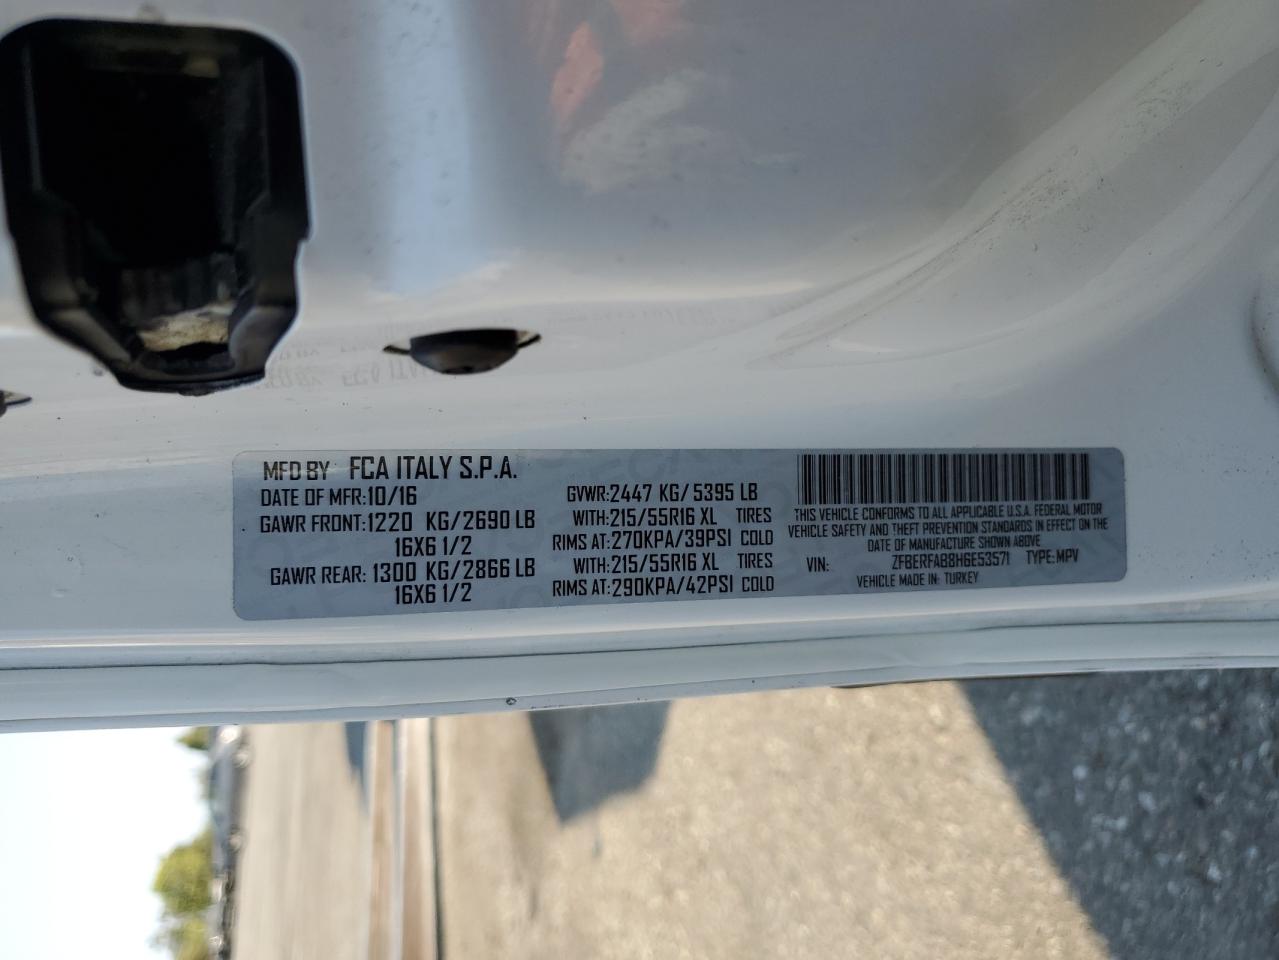 MFD BY FCA ITALY S.P.A.
DATE OF MFR:10/16
GAWR FRONT:1220 KG/2690 LB
16X6 1/2
GAWR REAR:1300 KG/2866 LB
16X6 1/2
GVWR:2447 KG/5395 LB
WITH:215/55R16 XL TIRES
RIMS AT:270KPA/39PSI COLD
WITH:215/55R16 XL TIRES
RIMS AT:290KPA/42PSI COLD
THIS VEHICLE CONFORMS TO ALL APPLICABLE U.S.A. FEDERAL MOTOR
VEHICLE SAFETY AND THEFT PREVENTION STANDARDS IN EFFECT ON THE
DATE OF MANUFACTURE SHOWN ABOVE
VIN: ZFBERFAB8H6E53571 TYPE:MPV
VEHICLE MADE IN: TURKEY